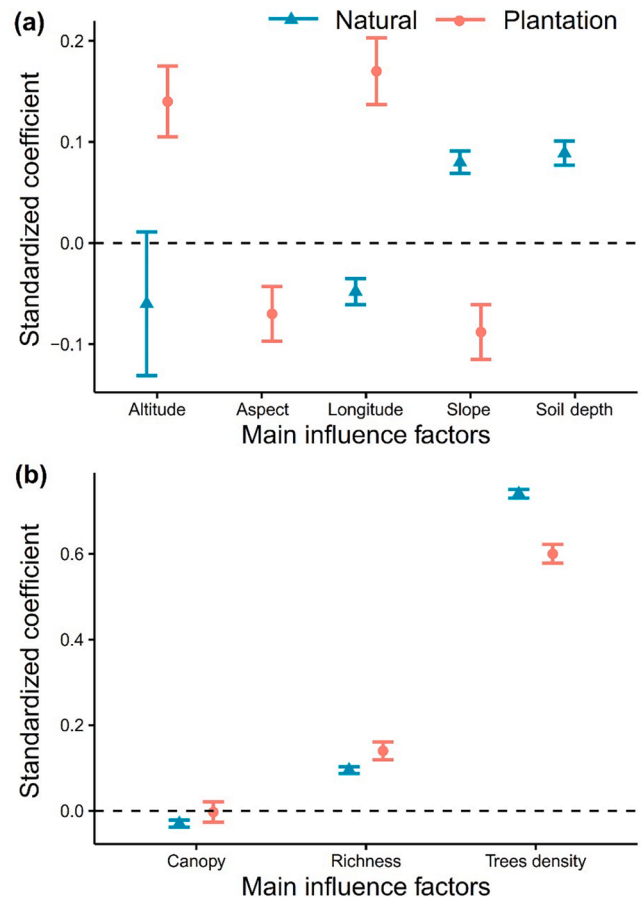 (a)
Natural Plantation
0.2
0.1
0.0
−0.1
Standardized coefficient
Altitude Aspect Longitude Slope Soil depth
Main influence factors
(b)
0.6
0.4
0.2
0.0
Standardized coefficient
Canopy Richness Trees density
Main influence factors